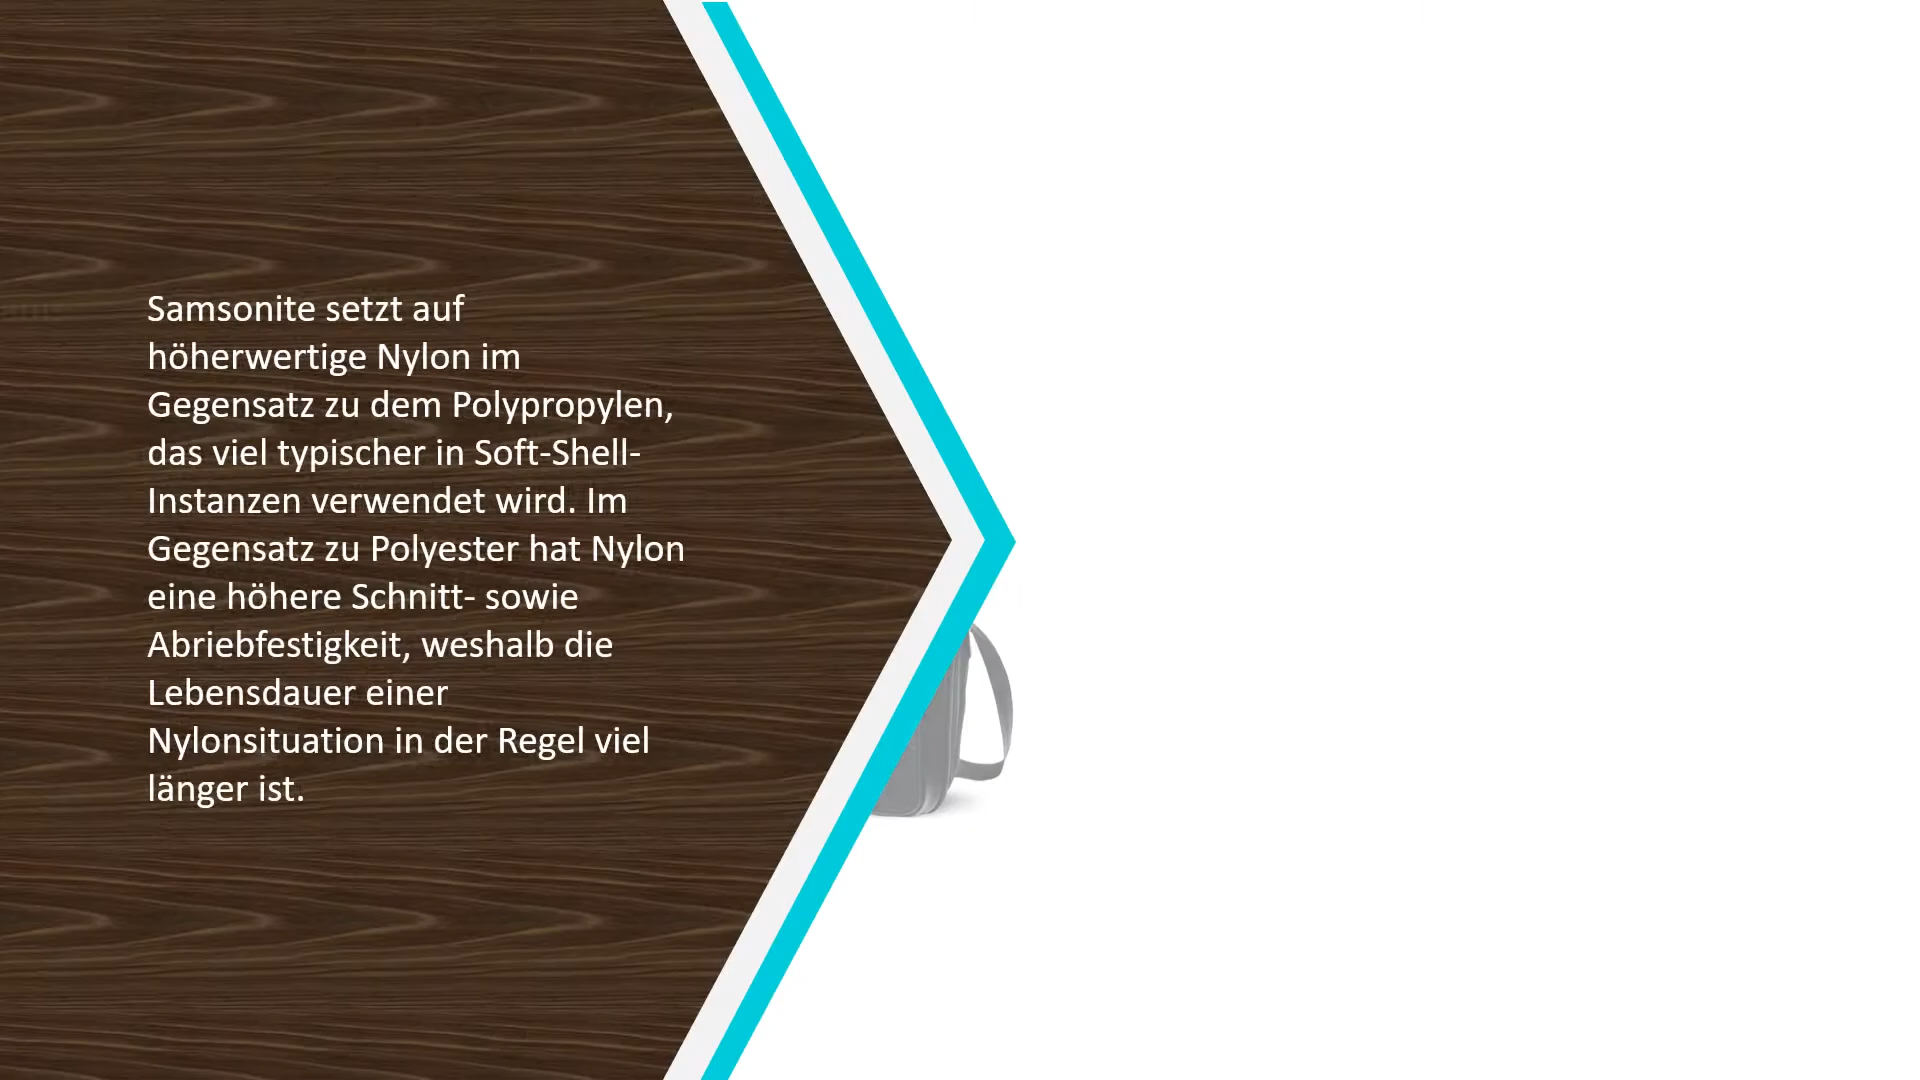 Samsonite setzt auf
höherwertige Nylon im
Gegensatz zu dem Polypropylen,
das viel typischer in Soft-Shell-
Instanzen verwendet wird. Im
Gegensatz zu Polyester hat Nylon
eine höhere Schnitt- sowie
Abriebfestigkeit, weshalb die
Lebensdauer einer
Nylonsituation in der Regel viel
länger ist.